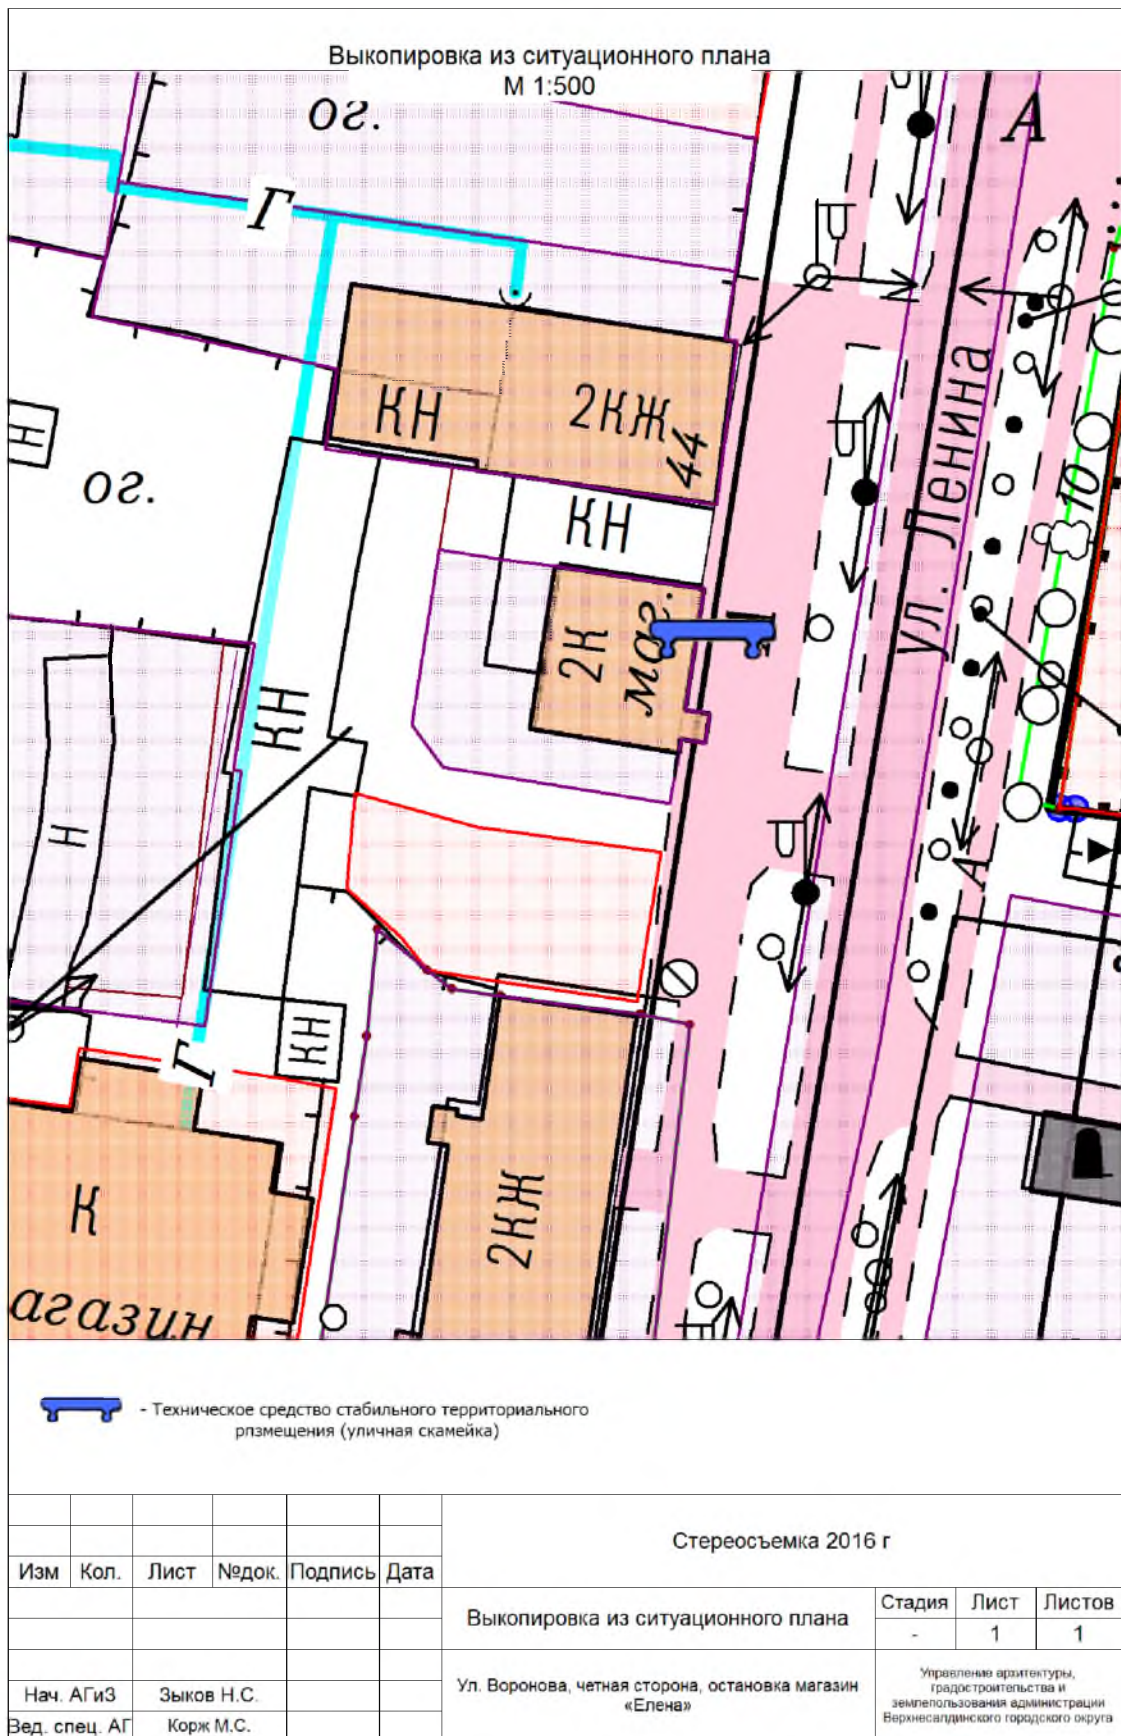 Выкопировка из ситуационного плана
М 1:500
ог.
А
Г
КН
2КЖ
44
ул. Ленина
Н
ог.
10
КН
2К
маг.
КН
Н
А
КН
Г
К
2КЖ
агазин
- Техническое средство стабильного территориального
рпзмещения (уличная скамейка)
Стереосъемка 2016 г
Изм Кол. Лист №док. Подпись Дата
Выкопировка из ситуационного плана
Стадия Лист Листов
- 1 1
Ул. Воронова, четная сторона, остановка магазин
«Елена»
Управление архитектуры,
градостроительства и
землепользования администрации
Верхнесалдинского городского округа
Нач. АГиЗ Зыков Н.С.
Вед. спец. АГ Корж М.С.